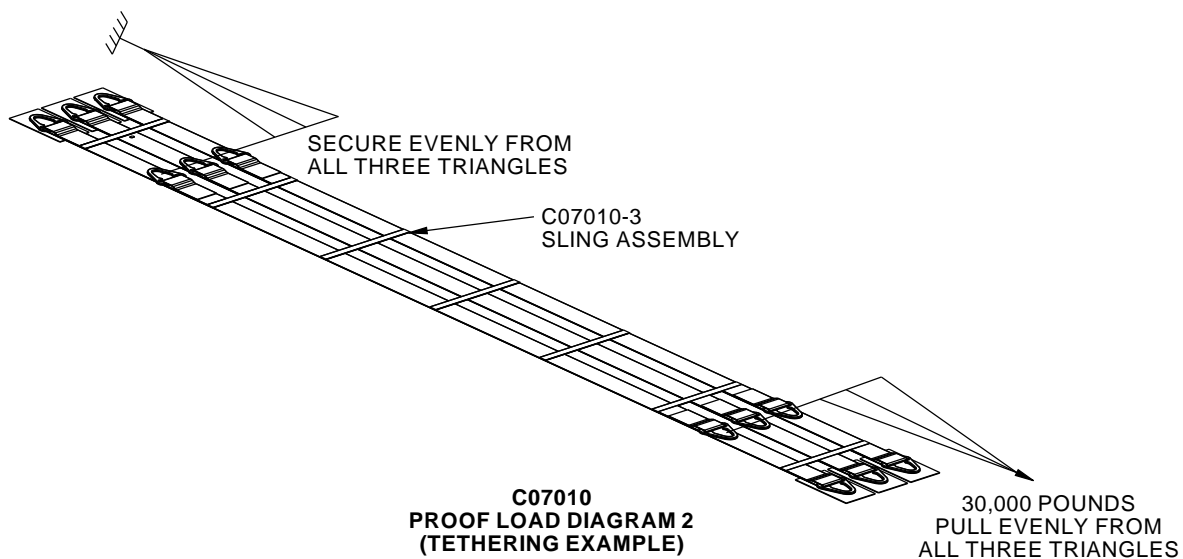 SECURE EVENLY FROM
ALL THREE TRIANGLES
C07010-3
SLING ASSEMBLY
C07010
PROOF LOAD DIAGRAM 2
(TETHERING EXAMPLE)
30,000 POUNDS
PULL EVENLY FROM
ALL THREE TRIANGLES